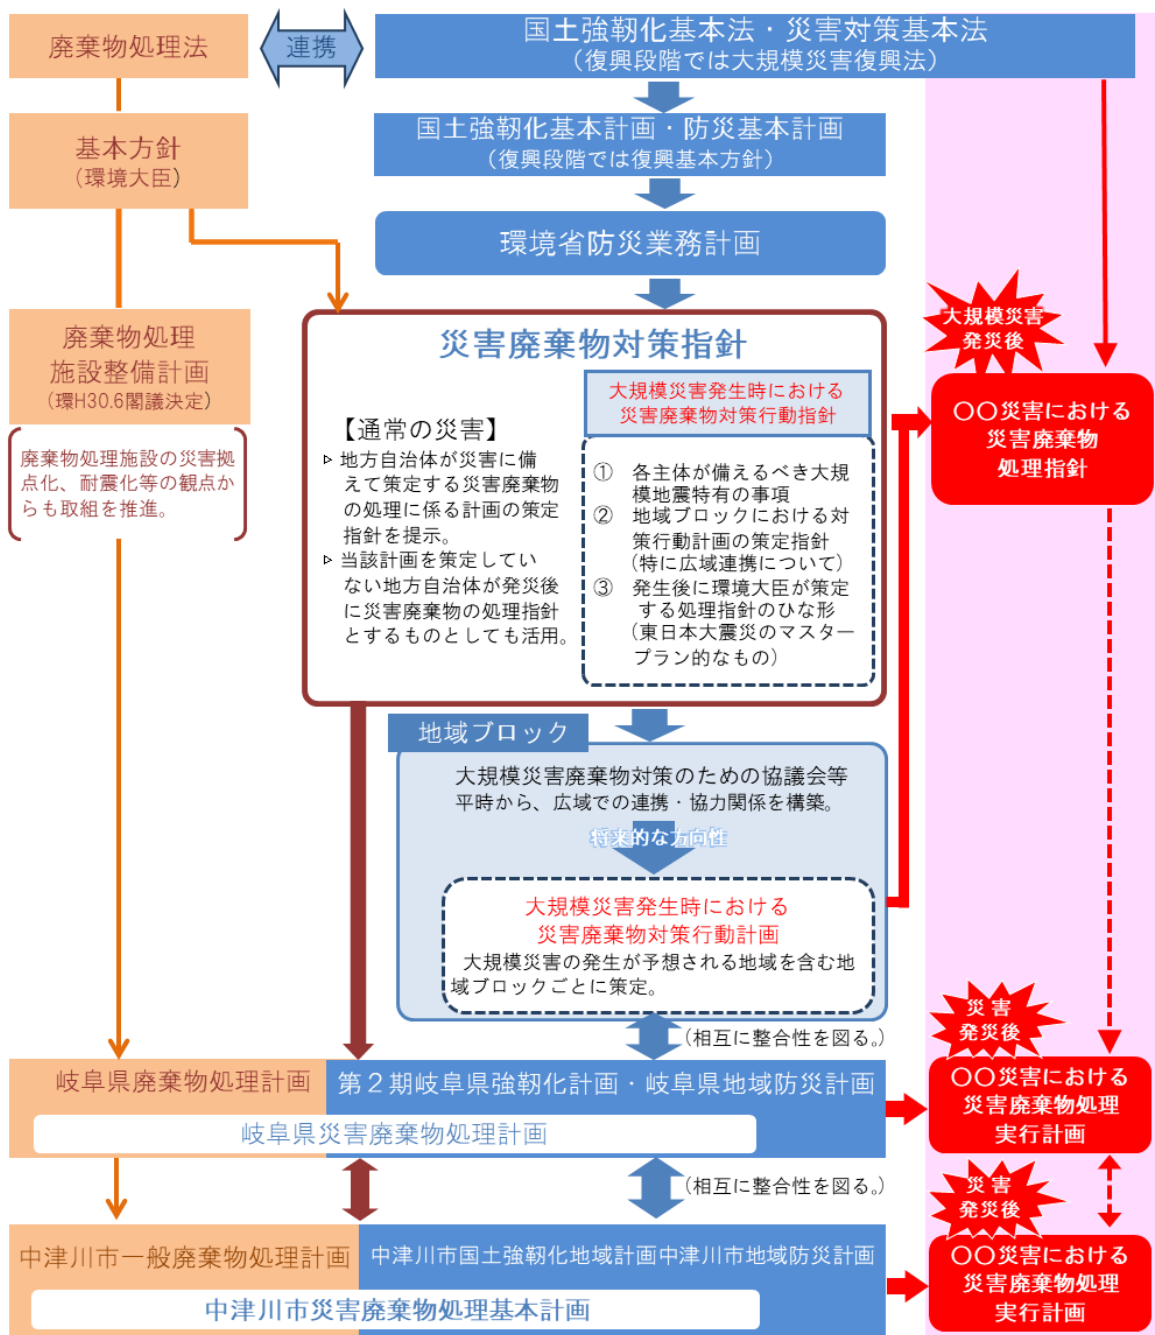 廃棄物処理法
連携
国土強靭化基本法・災害対策基本法
（復興段階では大規模災害復興法）
基本方針
（環境大臣）
国土強靭化基本計画・防災基本計画
（復興段階では復興基本方針）
環境省防災業務計画
廃棄物処理
施設整備計画
（環H30.6閣議決定）
廃棄物処理施設の災害拠
点化、耐震化等の観点か
らも取組を推進。
災害廃棄物対策指針
【通常の災害】
▷ 地方自治体が災害に備
えて策定する災害廃棄物
の処理に係る計画の策定
指針を提示。
▷ 当該計画を策定してい
ない地方自治体が発災後
に災害廃棄物の処理指針
とするものとしても活用。
大規模災害発生時における
災害廃棄物対策行動指針
① 各主体が備えるべき大規
模地震特有の事項
② 地域ブロックにおける対
策行動計画の策定指針
（特に広域連携について）
③ 発生後に環境大臣が策定
する処理指針のひな形
（東日本大震災のマスター
プラン的なもの）
大規模災害
発災後
〇〇災害における
災害廃棄物
処理指針
地域ブロック
大規模災害廃棄物対策のための協議会等
平時から、広域での連携・協力関係を構築。
将来的な方向性
大規模災害発生時における
災害廃棄物対策行動計画
大規模災害の発生が予想される地域を含む地
域ブロックごとに策定。
（相互に整合性を図る。）
災害
発災後
岐阜県廃棄物処理計画
第２期岐阜県強靭化計画・岐阜県地域防災計画
岐阜県災害廃棄物処理計画
〇〇災害における
災害廃棄物処理
実行計画
（相互に整合性を図る。）
災害
発災後
中津川市一般廃棄物処理計画
中津川市国土強靭化地域計画中津川市地域防災計画
中津川市災害廃棄物処理基本計画
〇〇災害における
災害廃棄物処理
実行計画